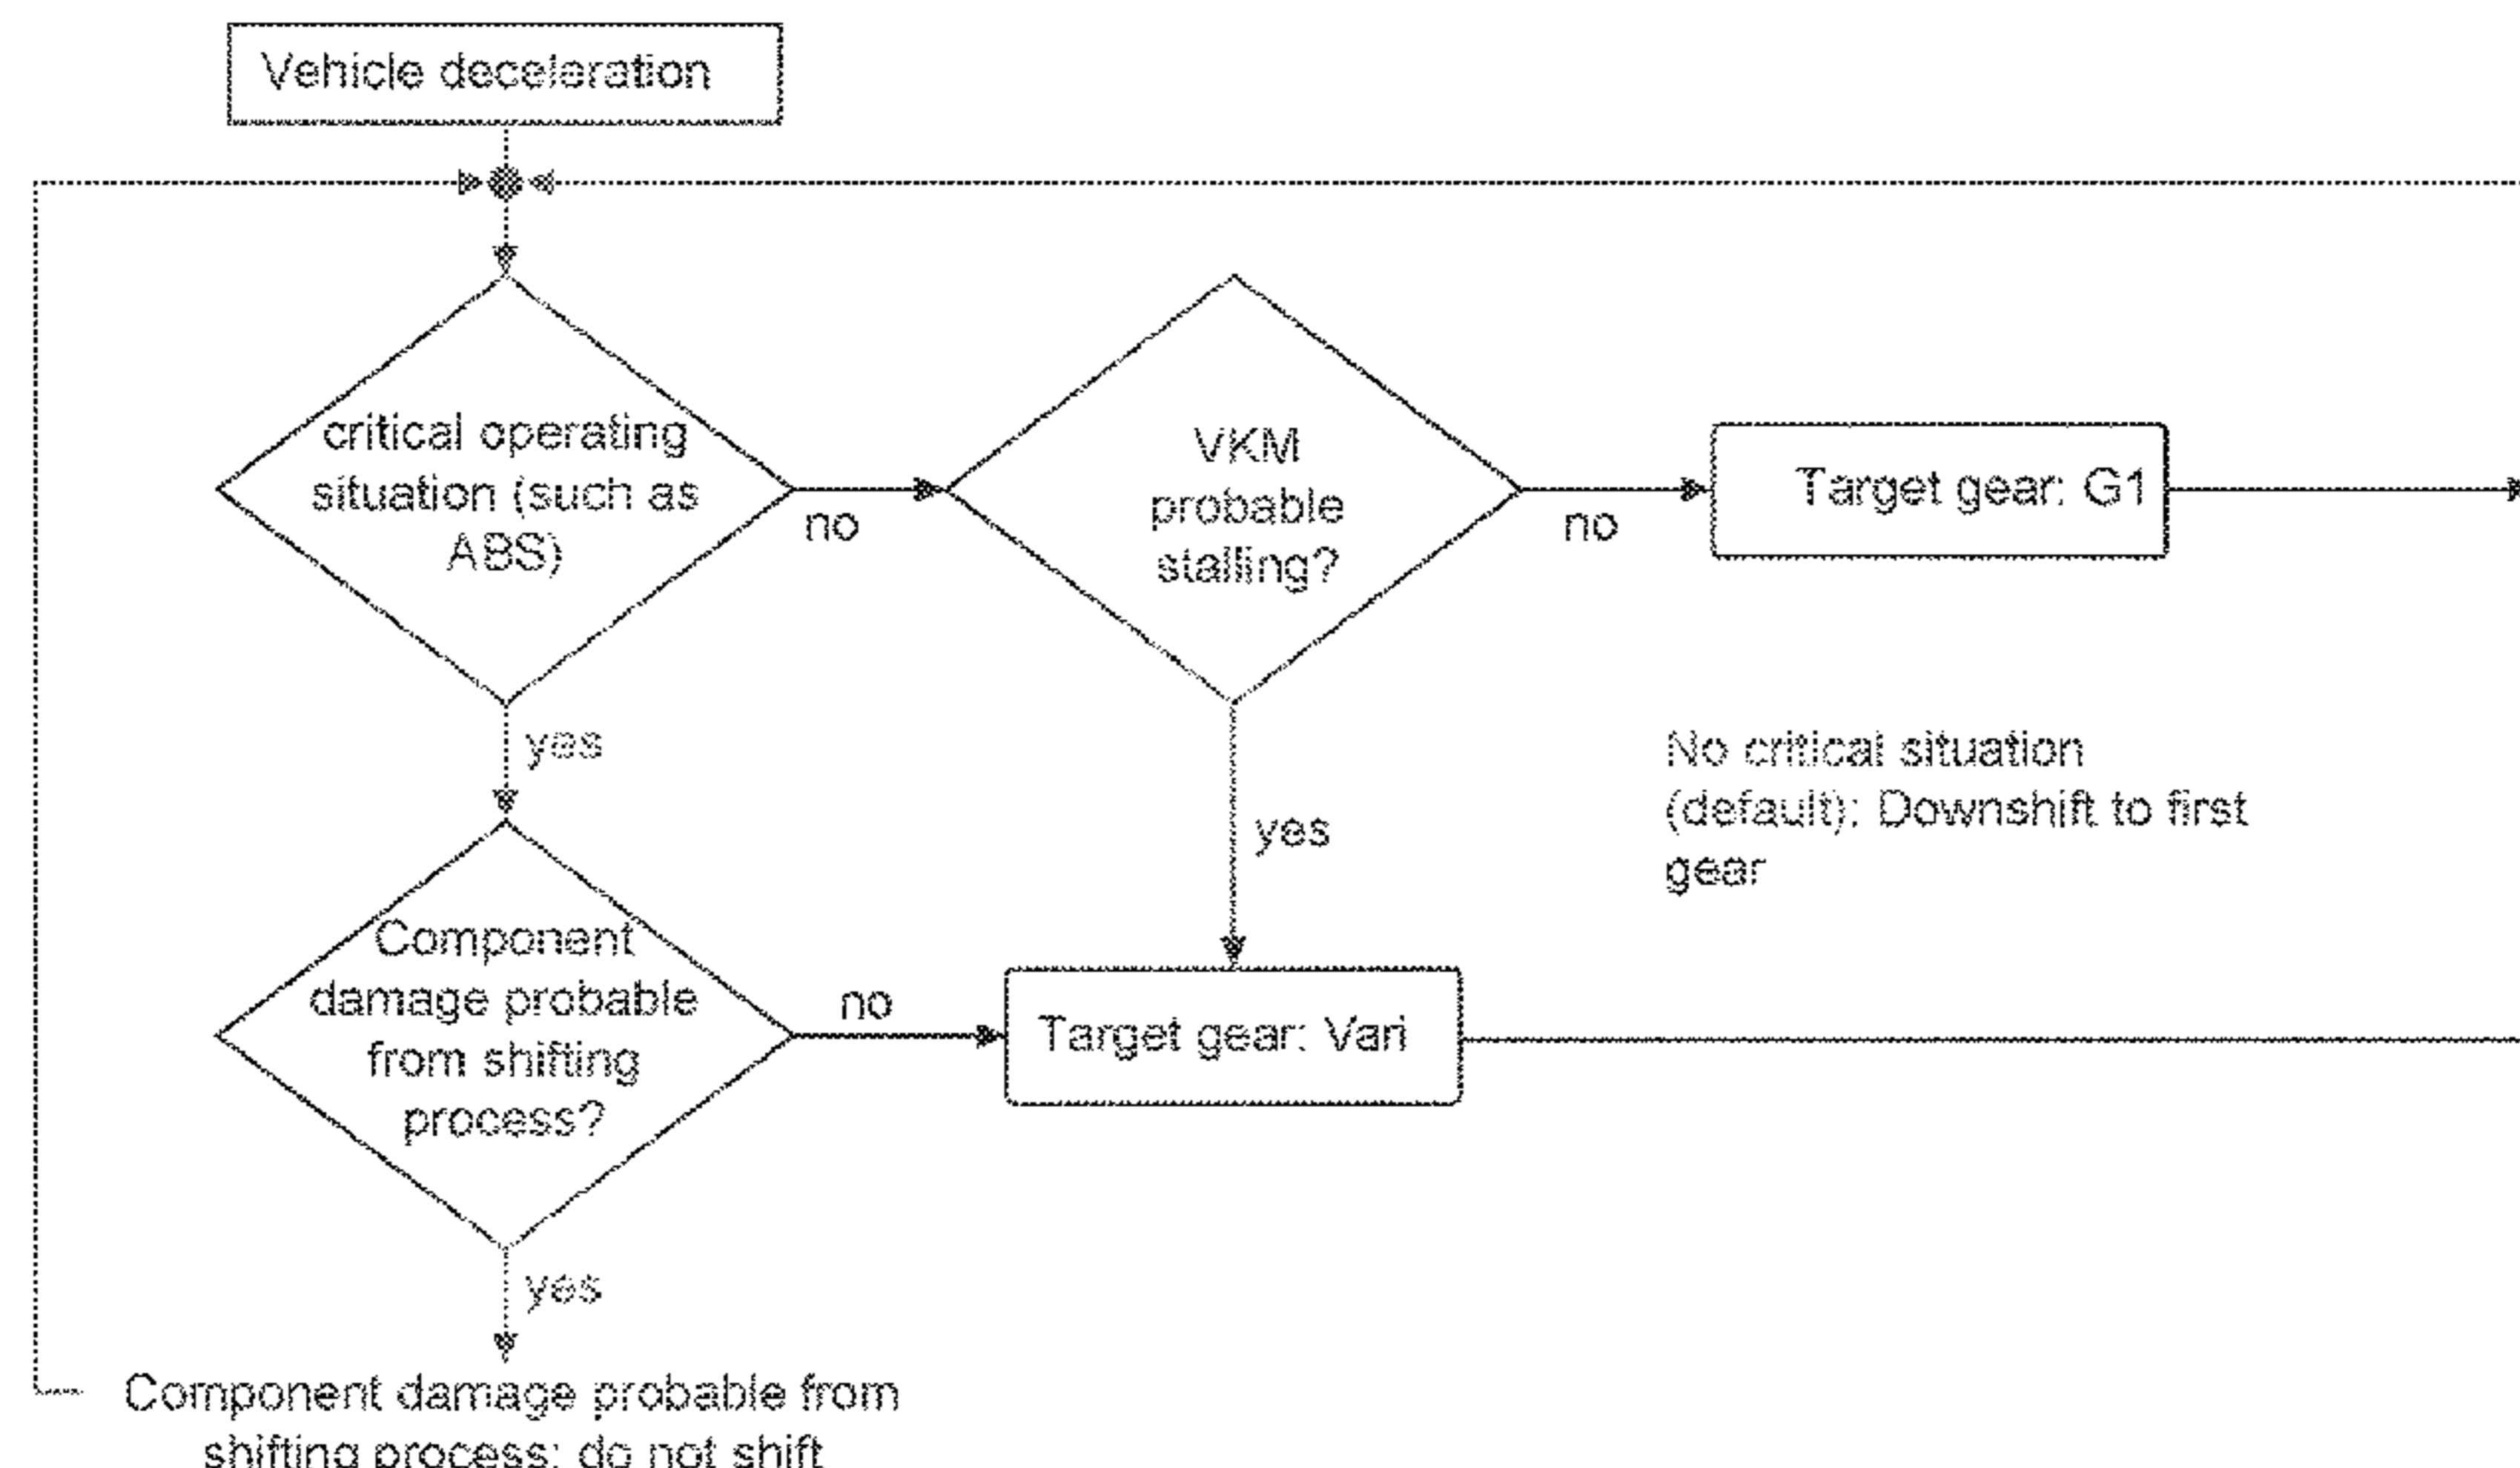 Vehicle deceleration
critical operating
situation (such as
ABS)
no
VKM
probable
stalling?
no
Target gear: G1
yes
yes
No critical situation
(default): Downshift to first
gear
Component
damage probable
from shifting
process?
no
Target gear: Vari
yes
Component damage probable from
shifting process: do not shift